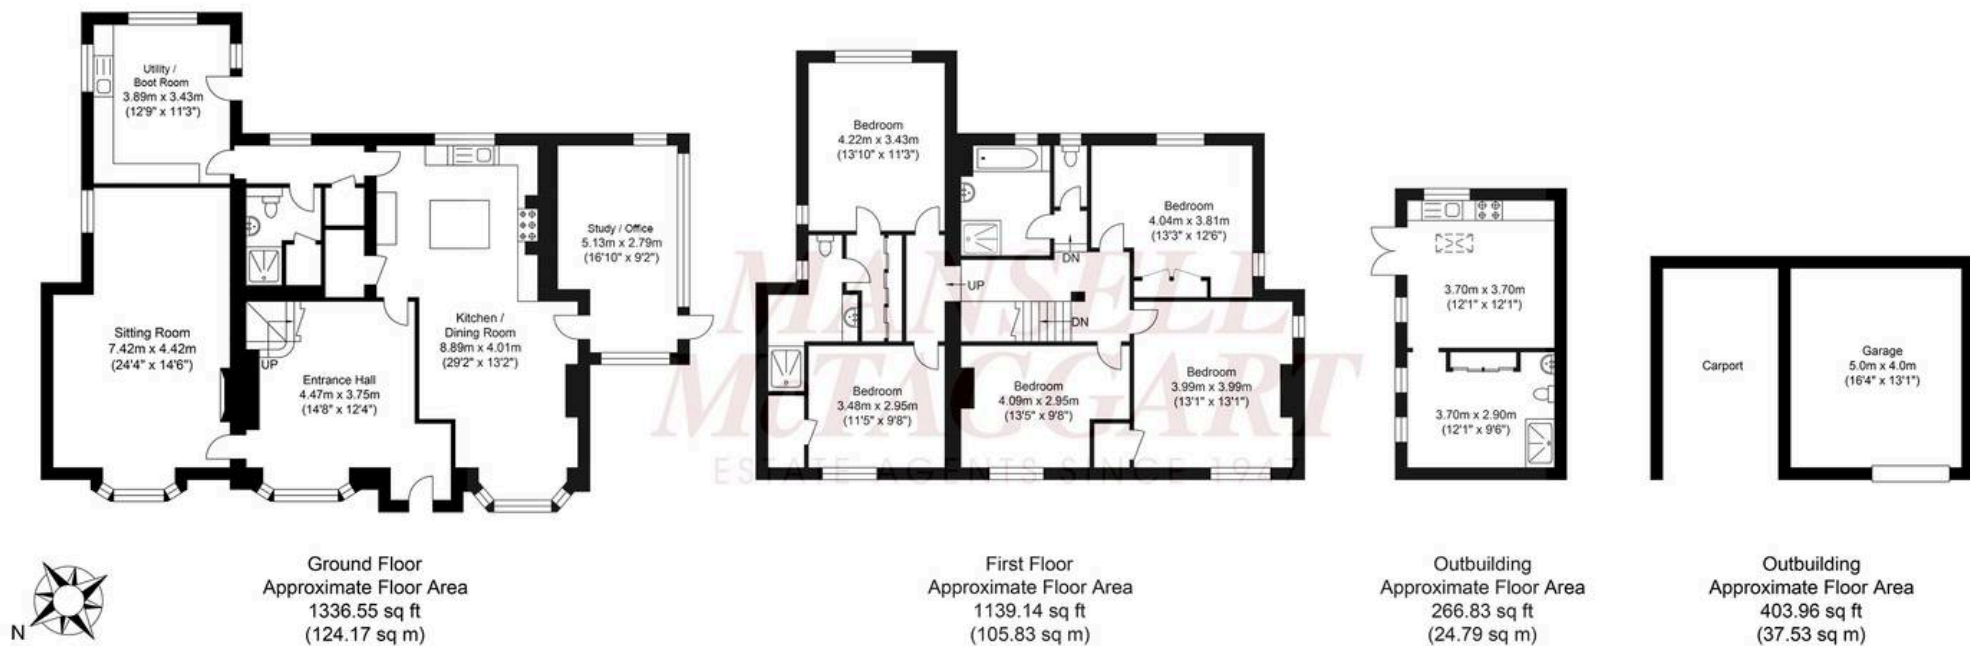 Utility /
Boot Room
3.89m x 3.43m
(12'9" x 11'3")
Sitting Room
7.42m x 4.42m
(24'4" x 14'6")
UP
Entrance Hall
4.47m x 3.75m
(14'8" x 12'4")
Kitchen /
Dining Room
8.89m x 4.01m
(29'2" x 13'2")
Study / Office
5.13m x 2.79m
(16'10" x 9'2")
N
Ground Floor
Approximate Floor Area
1336.55 sq ft
(124.17 sq m)
Bedroom
4.22m x 3.43m
(13'10" x 11'3")
Bedroom
4.04m x 3.81m
(13'3" x 12'6")
DN
UP
DN
Bedroom
3.48m x 2.95m
(11'5" x 9'8")
Bedroom
4.09m x 2.95m
(13'5" x 9'8")
Bedroom
3.99m x 3.99m
(13'1" x 13'1")
MANSELL
McTAGGART
ESTATE AGENTS SINCE 1947
First Floor
Approximate Floor Area
1139.14 sq ft
(105.83 sq m)
3.70m x 3.70m
(12'1" x 12'1")
3.70m x 2.90m
(12'1" x 9'6")
Outbuilding
Approximate Floor Area
266.83 sq ft
(24.79 sq m)
Carport
Garage
5.0m x 4.0m
(16'4" x 13'1")
Outbuilding
Approximate Floor Area
403.96 sq ft
(37.53 sq m)